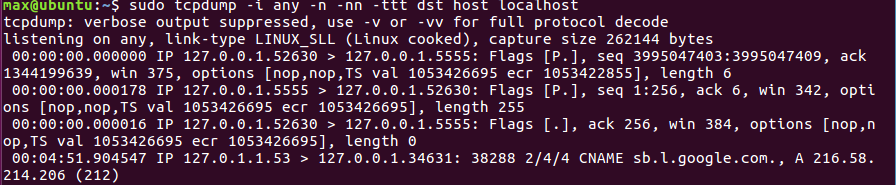 max@ubuntu:~$ sudo tcpdump -i any -n -nn -ttt dst host localhost
tcpdump: verbose output suppressed, use -v or -vv for full protocol decode
listening on any, link-type LINUX_SLL (Linux cooked), capture size 262144 bytes
 00:00:00.000000 IP 127.0.0.1.52630 > 127.0.0.1.5555: Flags [P.], seq 3995047403:3995047409, ack
1344199639, win 375, options [nop,nop,TS val 1053426695 ecr 1053422855], length 6
 00:00:00.000178 IP 127.0.0.1.5555 > 127.0.0.1.52630: Flags [P.], seq 1:256, ack 6, win 342, opti
ons [nop,nop,TS val 1053426695 ecr 1053426695], length 255
 00:00:00.000016 IP 127.0.0.1.52630 > 127.0.0.1.5555: Flags [.], ack 256, win 384, options [nop,n
op,TS val 1053426695 ecr 1053426695], length 0
 00:04:51.904547 IP 127.0.1.1.53 > 127.0.0.1.34631: 38288 2/4/4 CNAME sb.l.google.com., A 216.58.
214.206 (212)